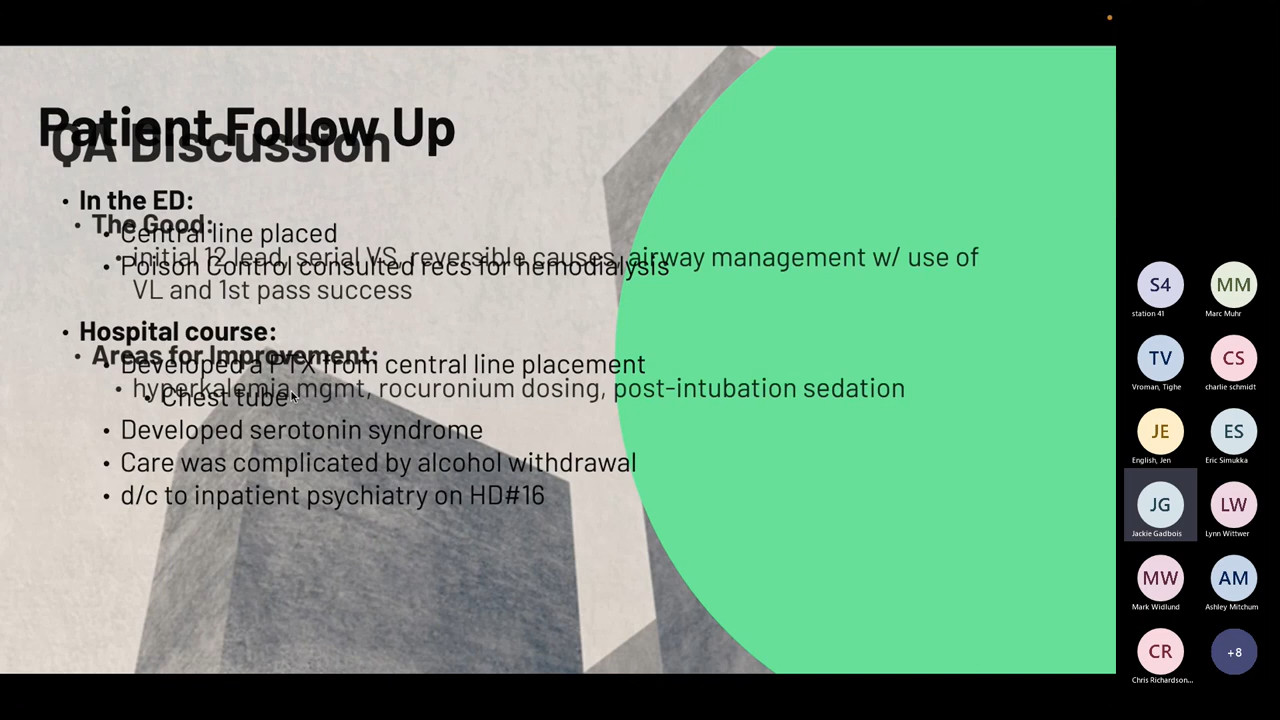 Patient Follow Up
QA Discussion
• In the ED:
• The Good:
• Central line placed
• initial 12 lead, serial VS, reversible causes, airway management w/ use of
• Poison Control consulted recs for hemodialysis
VL and 1st pass success
• Hospital course:
• Areas for Improvement:
• Developed a PTX from central line placement
• hyperkalemia mgmt, rocuronium dosing, post-intubation sedation
• Chest tube
• Developed serotonin syndrome
• Care was complicated by alcohol withdrawal
• d/c to inpatient psychiatry on HD#16
S4 MM
station 41 Marc Muhr
TV CS
Vroman, Tighe charlie schmidt
JE ES
English, Jen Eric Simukka
JG LW
Jackie Gadbois Lynn Wittwer
MW AM
Mark Widlund Ashley Mitchum
CR +8
Chris Richardson...